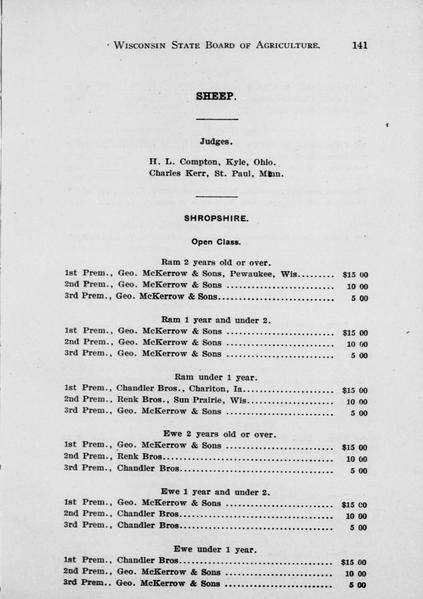 WISCONSIN STATE BOARD OF AGRICULTURE. 141
SHEEP.
Judges.
H. L. Compton, Kyle, Ohio.
Charles Kerr, St. Paul, Minn.
SHROPSHIRE.
Open Class.
Ram 2 years old or over.
1st Prem., Geo. McKerrow & Sons, Pewaukee, Wis......... $15 00
2nd Prem., Geo. McKerrow & Sons ........................... 10 00
3rd Prem., Geo. McKerrow & Sons............................ 5 00
Ram 1 year and under 2.
1st Prem., Geo. McKerrow & Sons ........................... $15 00
2nd Prem., Geo. McKerrow & Sons ........................... 10 00
3rd Prem., Geo. McKerrow & Sons ........................... 5 00
Ram under 1 year.
1st Prem., Chandler Bros., Chariton, Ia....................... $15 00
2nd Prem., Renk Bros., Sun Prairie, Wis...................... 10 00
3rd Prem., Geo. McKerrow & Sons ........................... 5 00
Ewe 2 years old or over.
1st Prem., Geo. McKerrow & Sons ........................... $15 00
2nd Prem., Renk Bros........................................ 10 00
3rd Prem., Chandler Bros.................................... 5 00
Ewe 1 year and under 2.
1st Prem., Geo. McKerrow & Sons ........................... $15 00
2nd Prem., Chandler Bros.................................... 10 00
3rd Prem., Chandler Bros.................................... 5 00
Ewe under 1 year.
1st Prem., Chandler Bros.................................... $15 00
2nd Prem., Geo. McKerrow & Sons ........................... 10 00
3rd Prem.. Geo. McKerrow & Sons ........................... 5 00